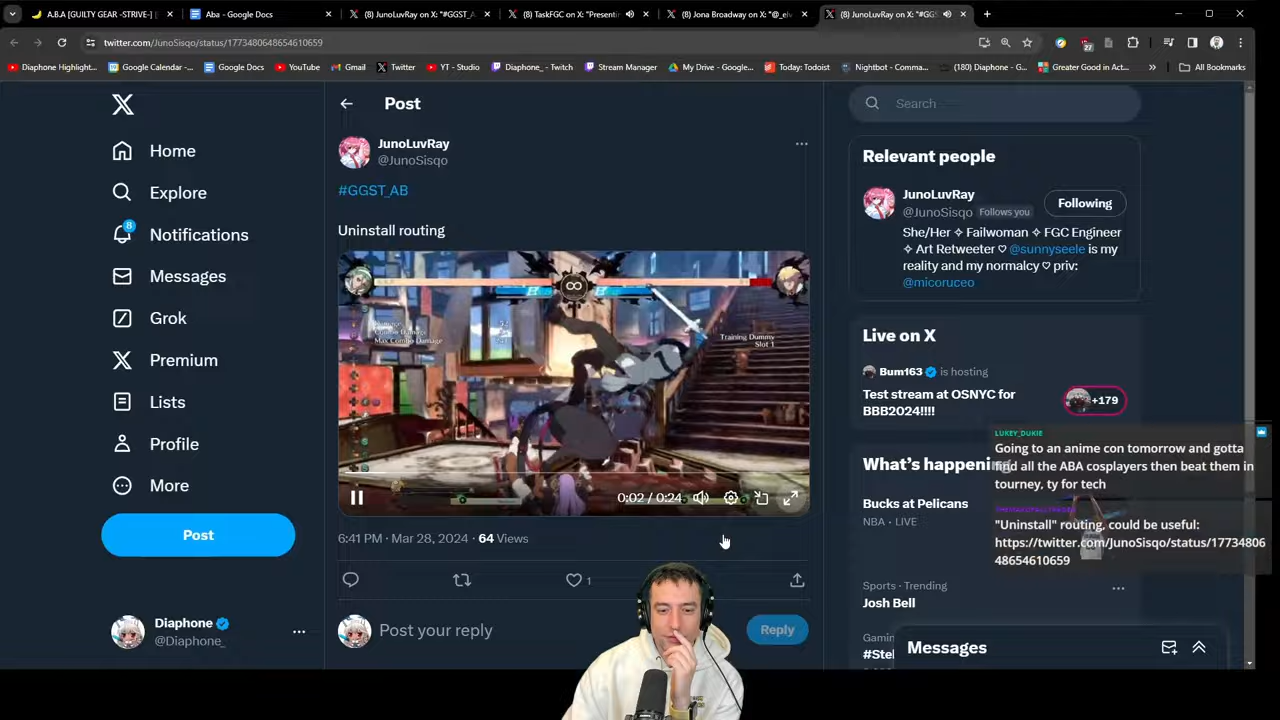 A.B.A [GUILTY GEAR -STRIVE-]
Aba - Google Docs
(8) JunoLuvRay on X: "#GGST_A
(8) TaskFGC on X: "Presenti
(8) Jona Broadway on X: "@_el
(8) JunoLuvRay on X: "#GGS
twitter.com/JunoSisqo/status/1773480648654610659
27
Diaphone Highlight...
Google Calendar -...
Google Docs
YouTube
Gmail
Twitter
YT - Studio
Diaphone_ - Twitch
Stream Manager
My Drive - Google...
Today: Todoist
Nightbot - Comma...
(180) Diaphone - G...
Greater Good in Act...
All Bookmarks
Home
Explore
8
Notifications
Messages
Grok
Premium
Lists
Profile
More
Post
Diaphone
@Diaphone_
Post
JunoLuvRay
@JunoSisqo
#GGST_AB
Uninstall routing
Combo Damage
Max Combo Damage
Training Dummy
Slot 1
0:02 / 0:24
6:41 PM · Mar 28, 2024 · 64 Views
1
Post your reply
Reply
Search
Relevant people
JunoLuvRay
@JunoSisqo Follows you
Following
She/Her ✧ Failwoman ✧ FGC Engineer
✧ Art Retweeter ♡ @sunnyseele is my
reality and my normalcy ♡ priv:
@micoruceo
Live on X
Bum163 is hosting
Test stream at OSNYC for
BBB2024!!!!
+179
LUKEY_DUKIE
Going to an anime con tomorrow and gotta
find all the ABA cosplayers then beat them in
tourney, ty for tech
What's happening
Bucks at Pelicans
NBA · LIVE
"Uninstall" routing, could be useful:
https://twitter.com/JunoSisqo/status/17734806
48654610659
Sports · Trending
Josh Bell
Gamin
#Stel
Messages